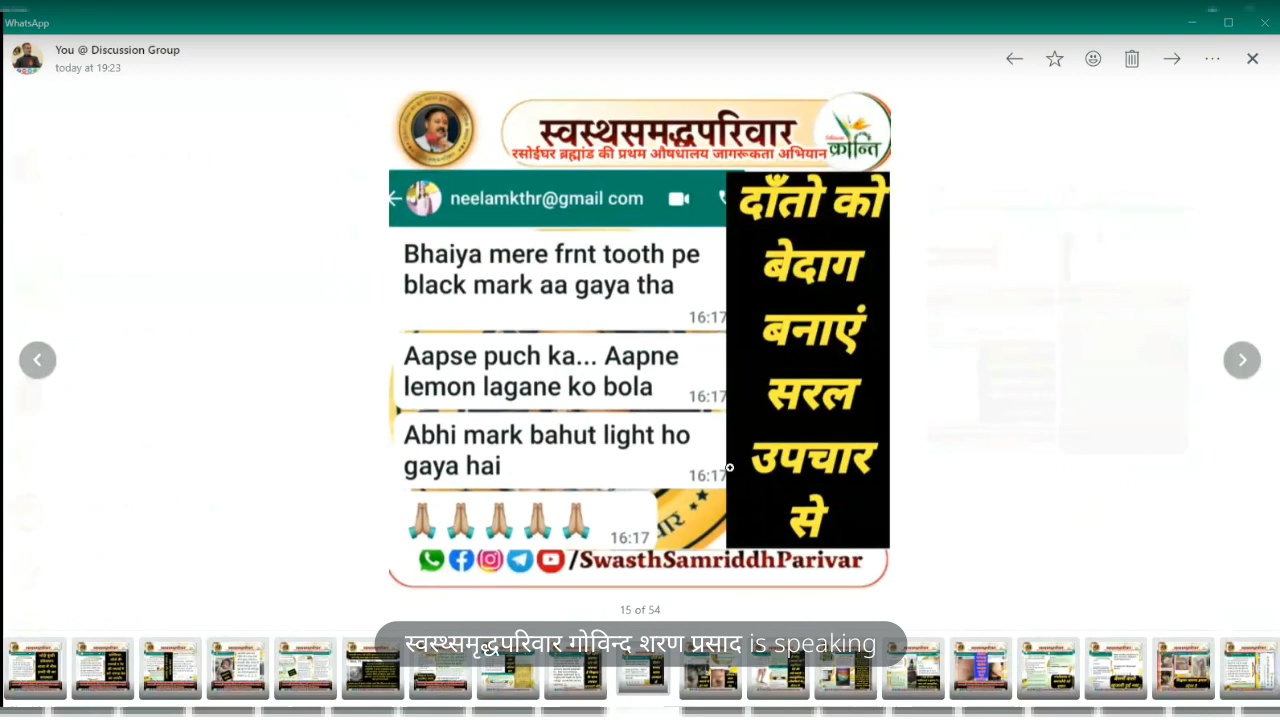 WhatsApp
You @ Discussion Group
today at 19:23
स्वस्थसमृद्धपरिवार
रसोईघर ब्रह्मांड की प्रथम औषधालय जागरूकता अभियान
क्रान्ति
neelamkthr@gmail com
Bhaiya mere frnt tooth pe
black mark aa gaya tha
16:17
Aapse puch ka... Aapne
lemon lagane ko bola
16:17
Abhi mark bahut light ho
gaya hai
16:17
🙏🏼 🙏🏼 🙏🏼 🙏🏼 🙏🏼 16:17
दाँतो को
बेदाग
बनाएं
सरल
उपचार
से
/SwasthSamriddhParivar
15 of 54
स्वस्थ्समृद्धपरिवार गोविन्द शरण प्रसाद is speaking